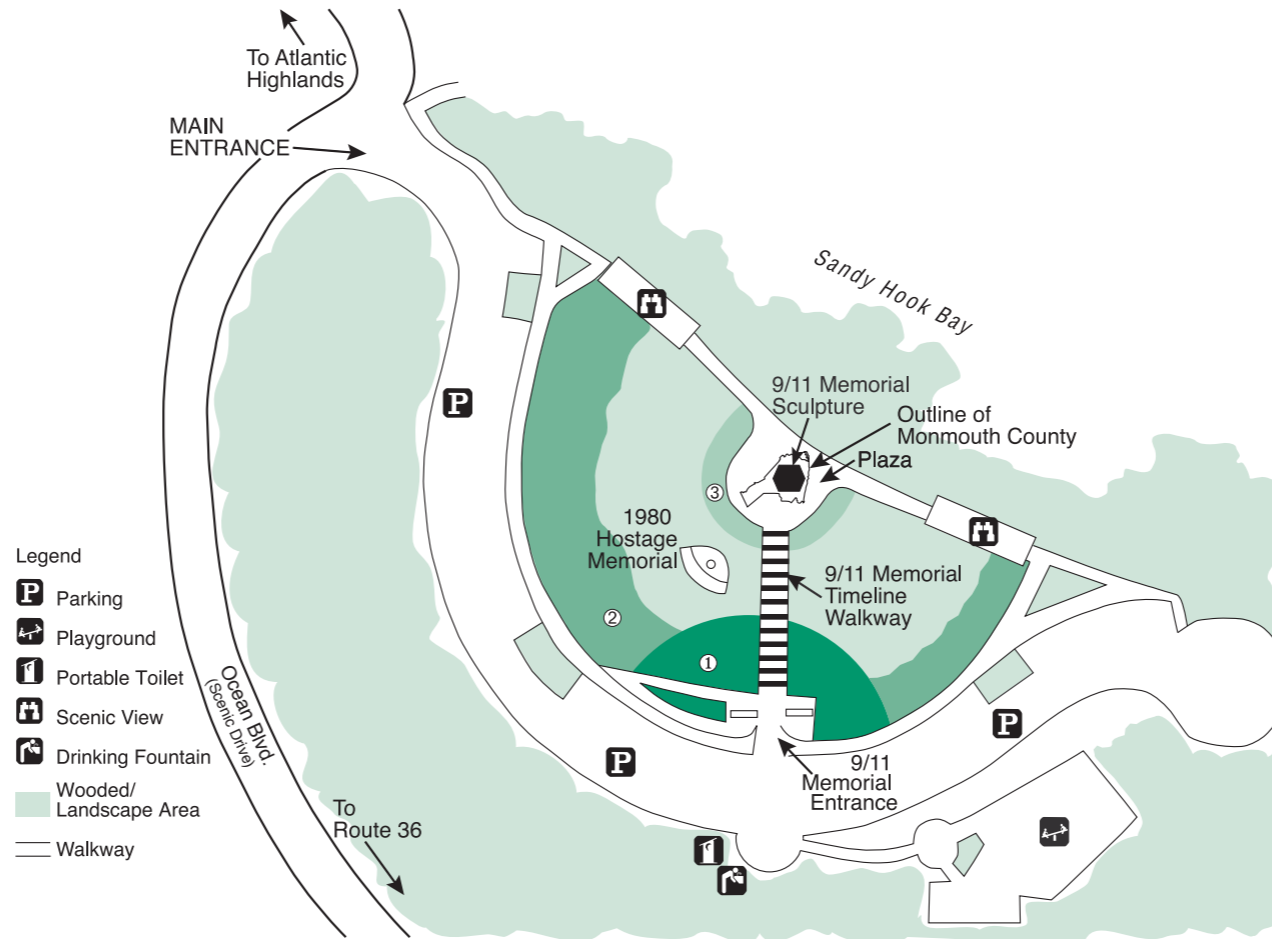 To Atlantic
Highlands
MAIN
ENTRANCE
Sandy Hook Bay
9/11 Memorial
Sculpture
Outline of
Monmouth County
Plaza
P
3
1980
Hostage
Memorial
9/11 Memorial
Timeline
Walkway
2
1
P
P
9/11
Memorial
Entrance
Ocean Blvd.
(Scenic Drive)
To
Route 36
Legend
P Parking
Playground
Portable Toilet
Scenic View
Drinking Fountain
Wooded/
Landscape Area
Walkway